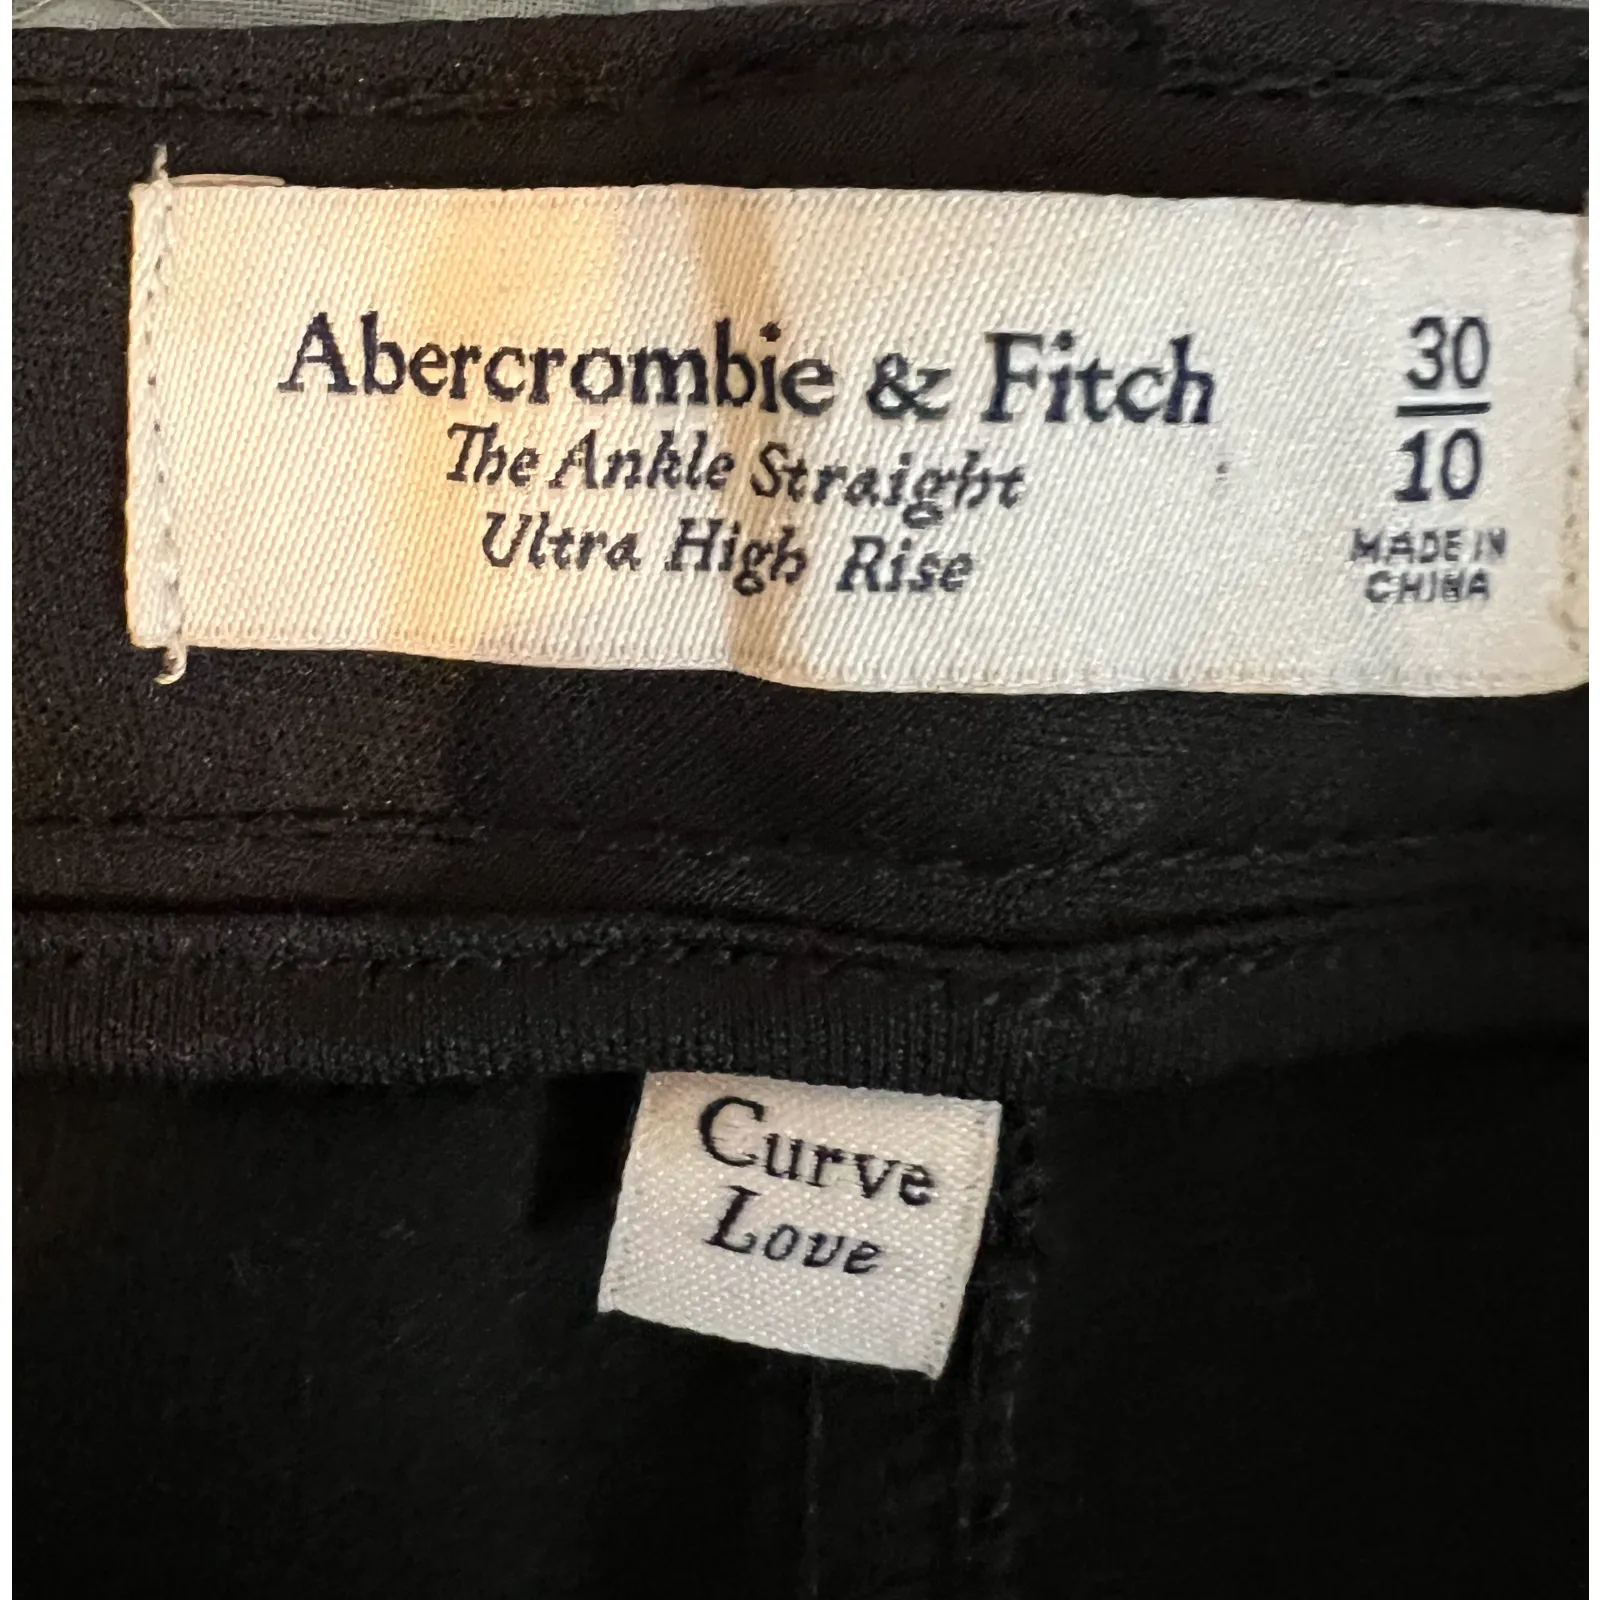 Abercrombie & Fitch
The Ankle Straight
Ultra High Rise
30
10
MADE IN
CHINA
Curve
Love